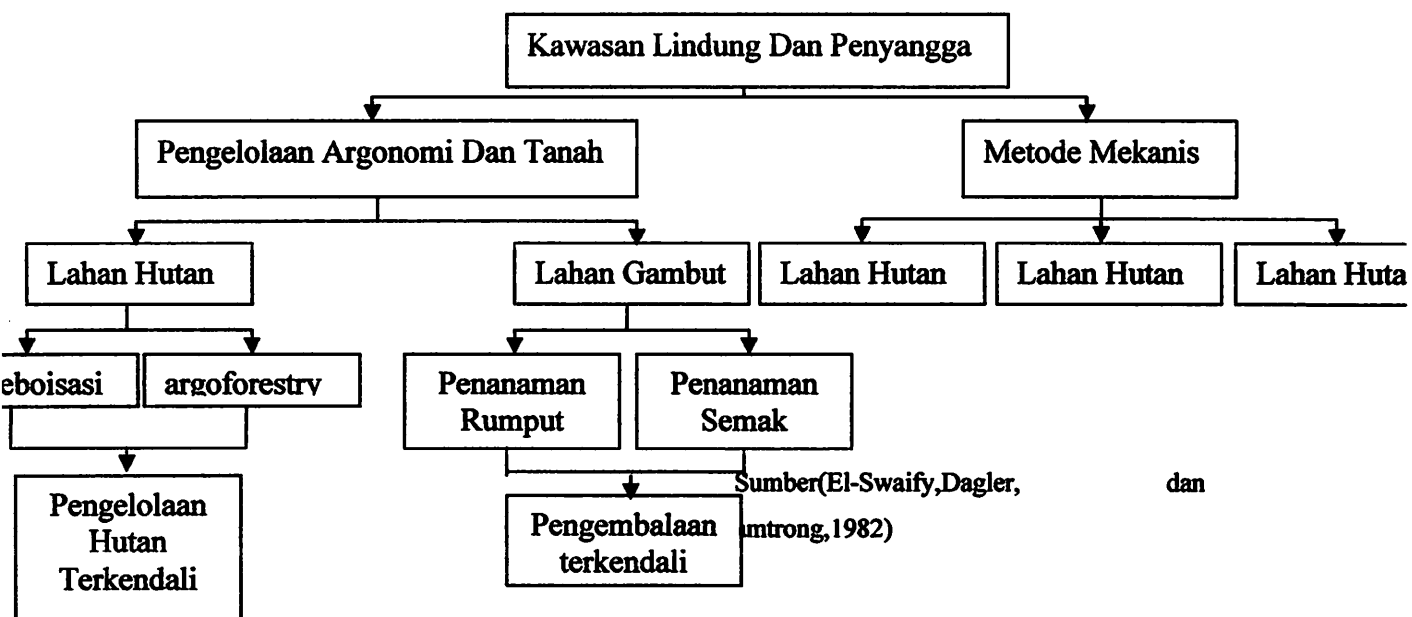 Kawasan Lindung Dan Penyangga
Pengelolaan Argonomi Dan Tanah
Metode Mekanis
Lahan Hutan
Lahan Gambut
Lahan Hutan
Lahan Hutan
Lahan Huta
eboisasi
argoforestry
Penanaman
Rumput
Penanaman
Semak
Pengelolaan
Hutan
Terkendali
Pengembalaan
terkendali
Sumber(El-Swaify,Dagler, dan
mtrong,1982)